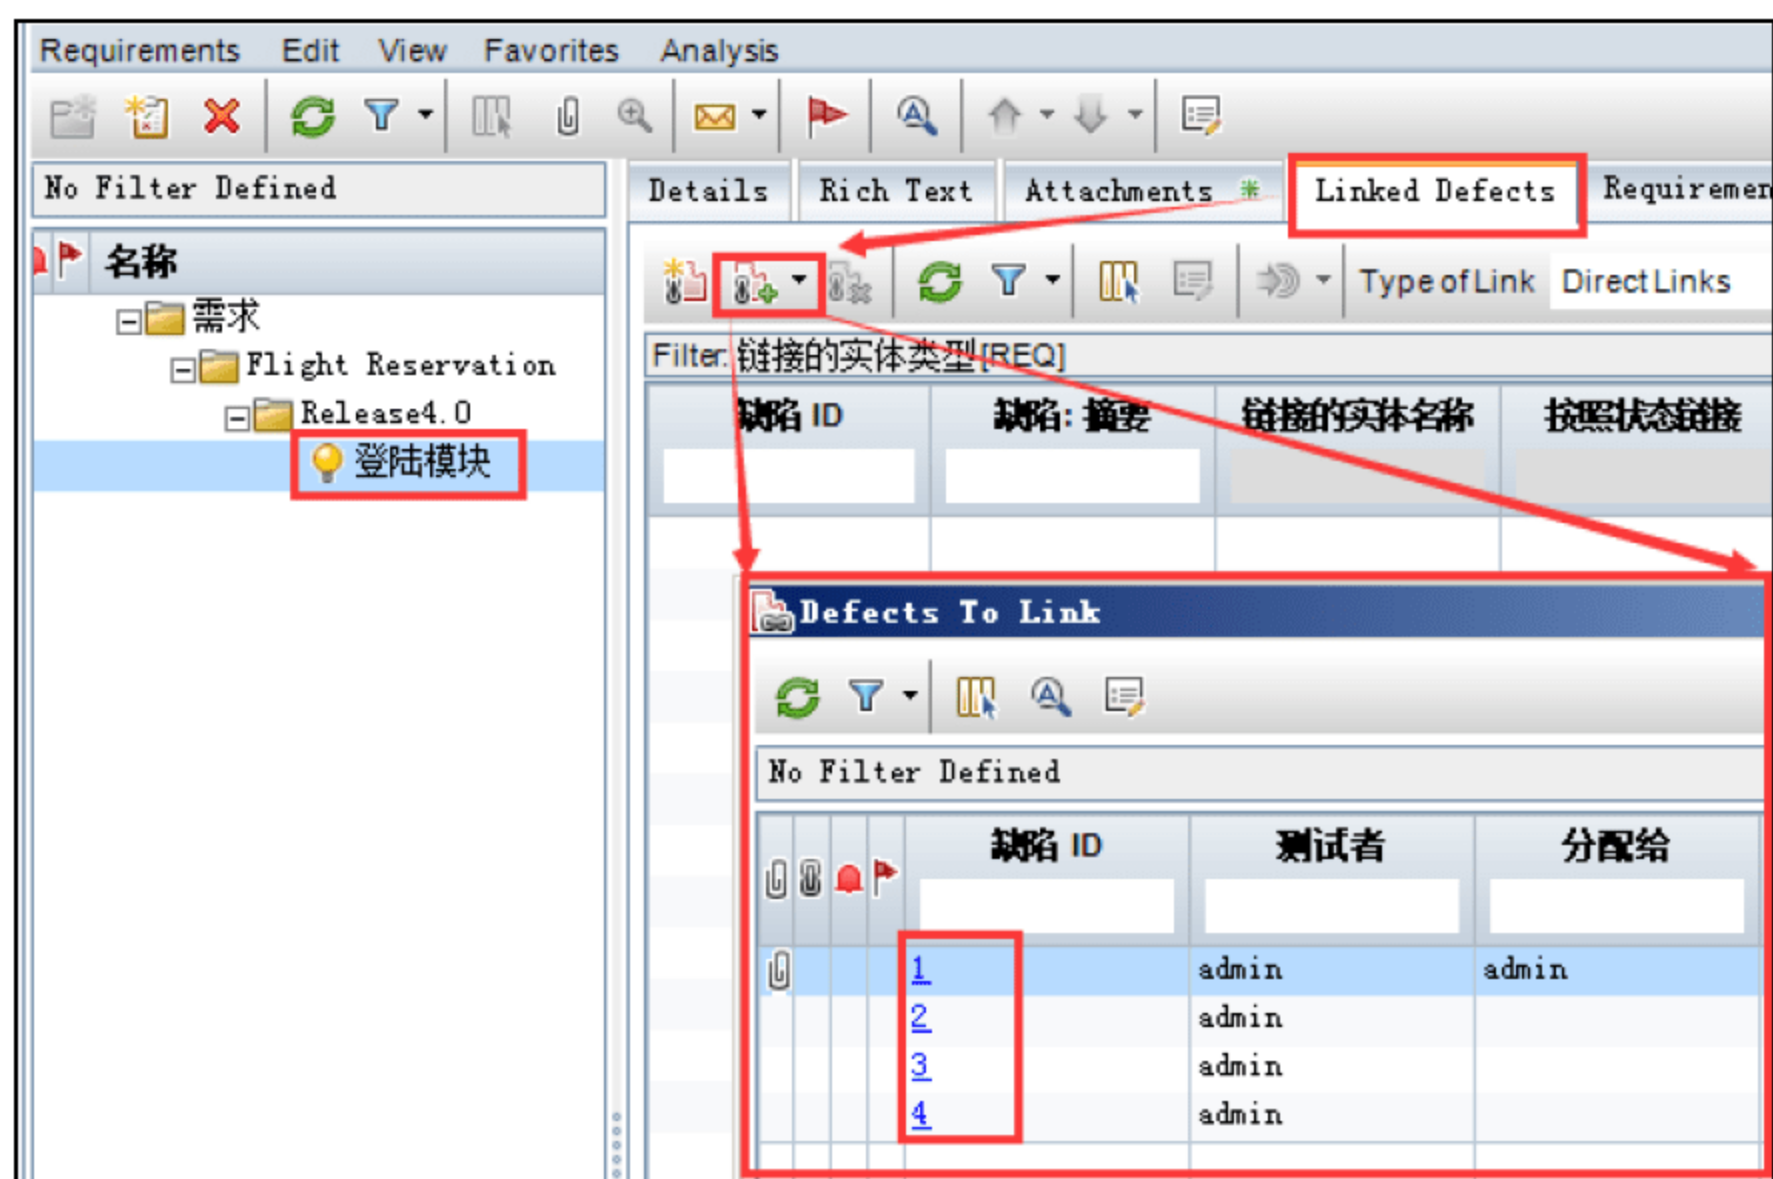 Requirements Edit View Favorites Analysis
No Filter Defined
名称
需求
Flight Reservation
Release4.0
登陆模块
Details Rich Text Attachments Linked Defects
Type of Link Direct Links
Filter: 链接的实体类型[REQ]
缺陷 ID 缺陷: 摘要 链接的实体名称 按照状态链接
Defects To Link
No Filter Defined
缺陷 ID 测试者 分配给
1 admin admin
2 admin
3 admin
4 admin